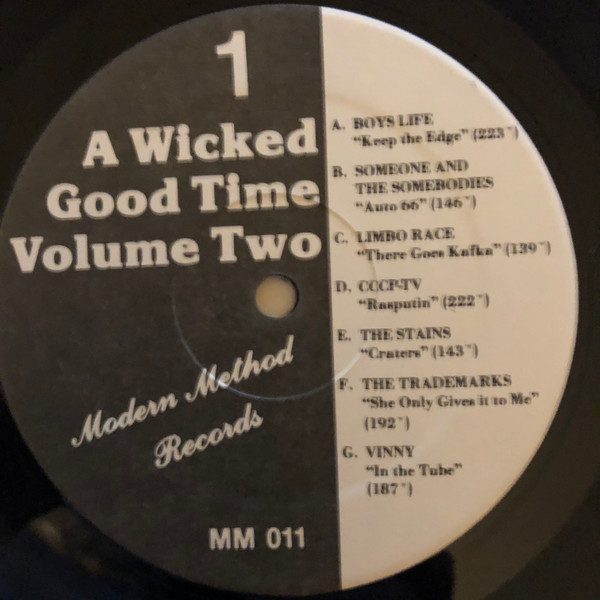 1
A Wicked
Good Time
Volume Two
Modern Method
Records
MM 011
A. BOYS LIFE
"Keep the Edge" (223")
B. SOMEONE AND
THE SOMEBODIES
"Auto 66" (146")
C. LIMBO RACE
"There Goes Kafka" (139")
D. CCCP-TV
"Rasputin" (222")
E. THE STAINS
"Craters" (143")
F. THE TRADEMARKS
"She Only Gives it to Me"
(192")
G. VINNY
"In the Tube"
(187")